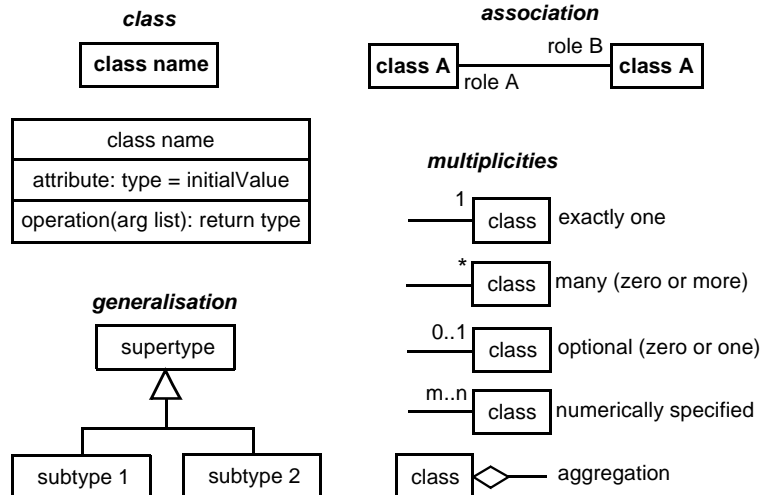 class
class name
class name
attribute: type = initialValue
operation(arg list): return type
generalisation
supertype
subtype 1
subtype 2
association
class A
role A
role B
class A
multiplicities
1
class
exactly one
*
class
many (zero or more)
0..1
class
optional (zero or one)
m..n
class
numerically specified
class
aggregation